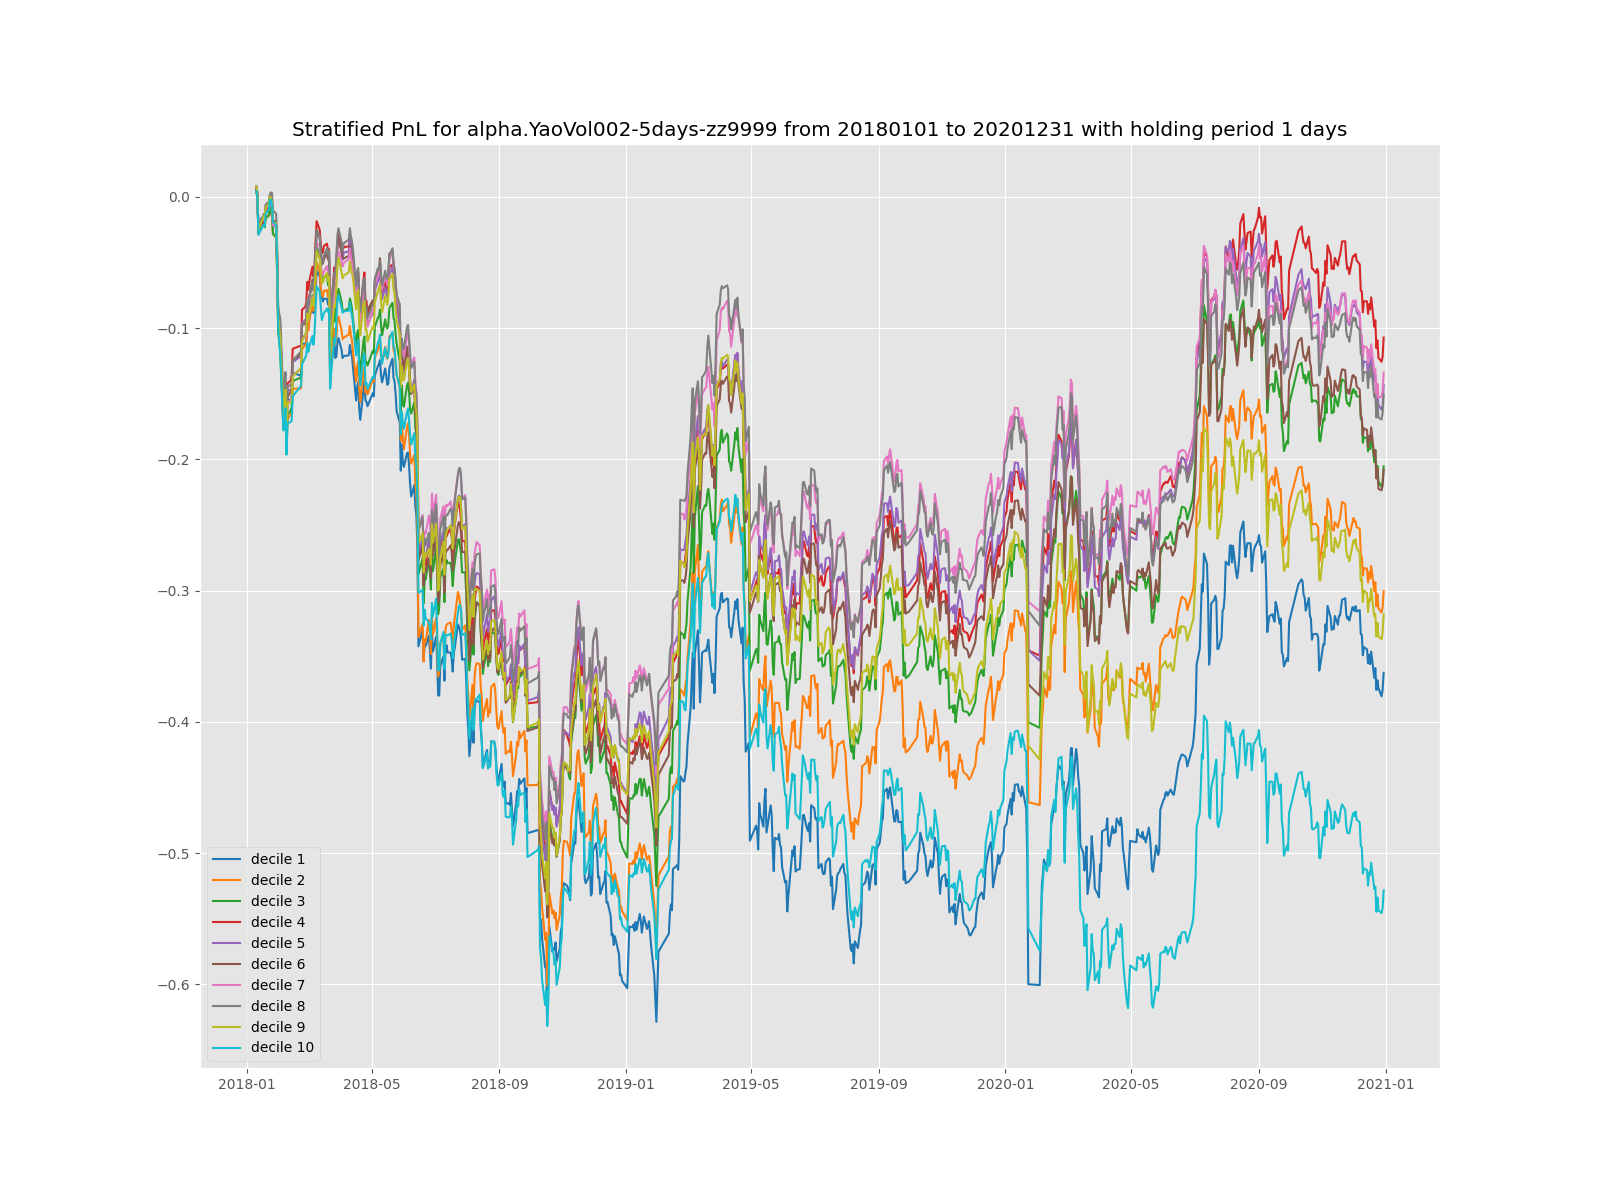 Stratified PnL for alpha.YaoVol002-5days-zz9999 from 20180101 to 20201231 with holding period 1 days
0.0
−0.1
−0.2
−0.3
−0.4
−0.5
−0.6
decile 1
decile 2
decile 3
decile 4
decile 5
decile 6
decile 7
decile 8
decile 9
decile 10
2018-01 2018-05 2018-09 2019-01 2019-05 2019-09 2020-01 2020-05 2020-09 2021-01